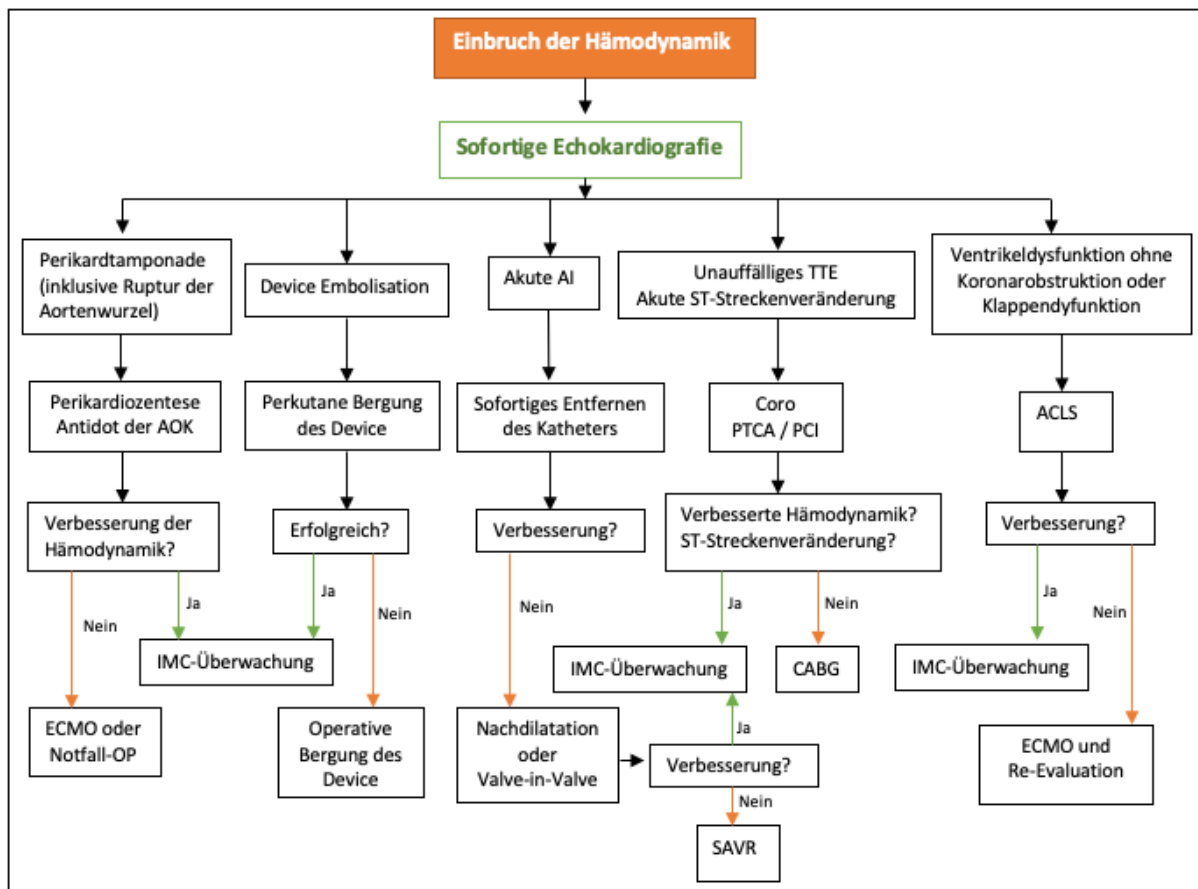 Einbruch der Hämodynamik
Sofortige Echokardiografie
Perikardtamponade
(inklusive Ruptur der
Aortenwurzel)
Device Embolisation
Akute AI
Unauffälliges TTE
Akute ST-Streckenveränderung
Ventrikeldysfunktion ohne
Koronarobstruktion oder
Klappendyfunktion
Perikardiozentese
Antidot der AOK
Perkutane Bergung
des Device
Sofortiges Entfernen
des Katheters
Coro
PTCA / PCI
ACLS
Verbesserung der
Hämodynamik?
Erfolgreich?
Verbesserung?
Verbesserte Hämodynamik?
ST-Streckenveränderung?
Verbesserung?
Nein
Ja
Ja
Nein
Nein
Ja
Nein
Ja
Nein
IMC-Überwachung
IMC-Überwachung
CABG
IMC-Überwachung
ECMO oder
Notfall-OP
Operative
Bergung des
Device
Nachdilatation
oder
Valve-in-Valve
Ja
Verbesserung?
Nein
SAVR
ECMO und
Re-Evaluation